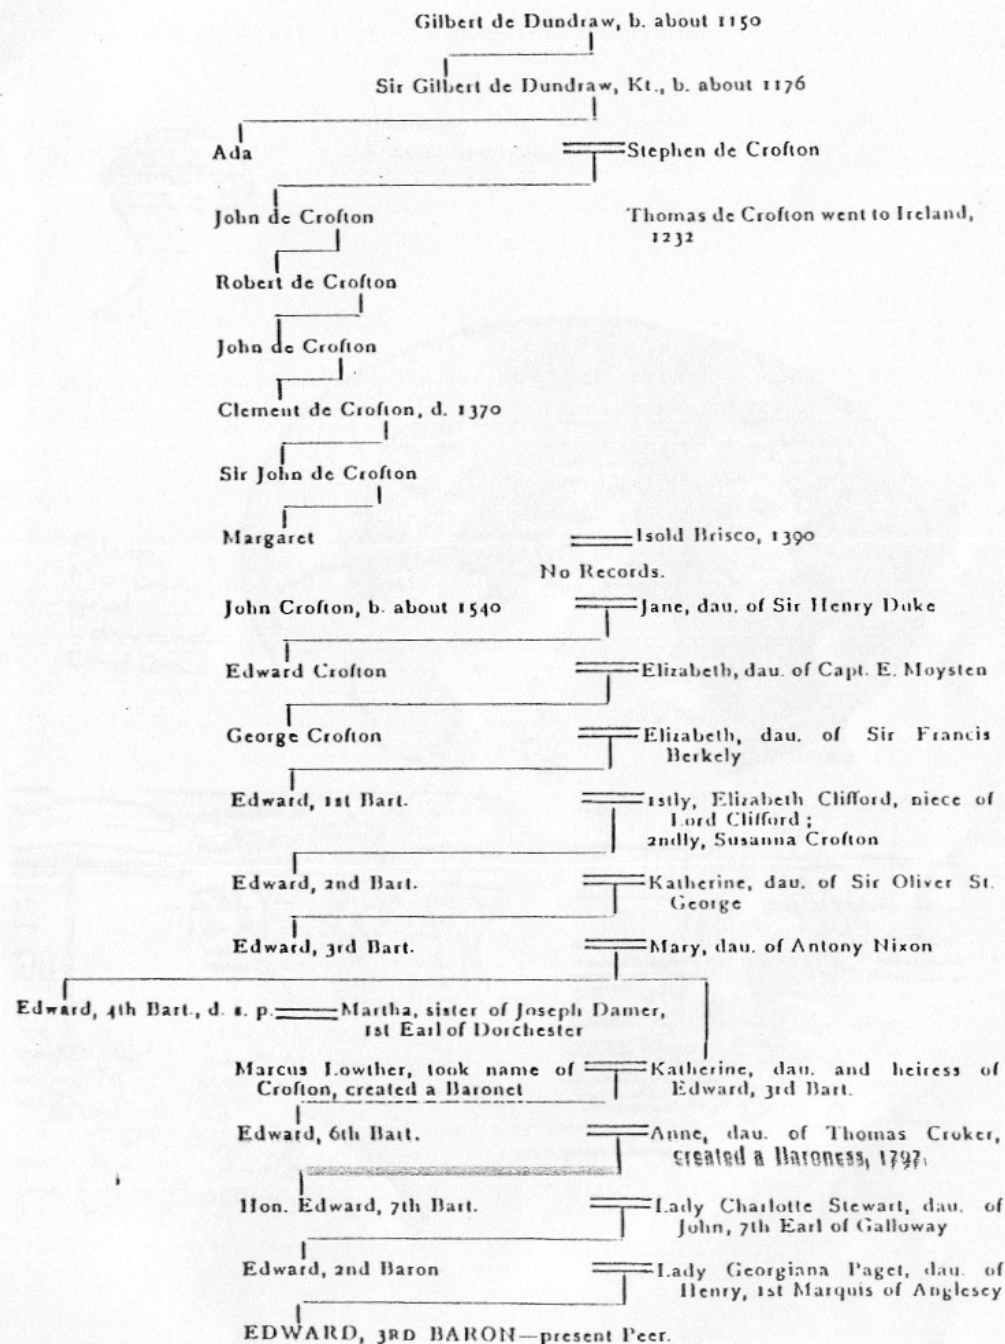 Gilbert de Dundraw, b. about 1150
Sir Gilbert de Dundraw, Kt., b. about 1176
Ada
Stephen de Crofton
John de Crofton
Thomas de Crofton went to Ireland,
1232
Robert de Crofton
John de Crofton
Clement de Crofton, d. 1370
Sir John de Crofton
Margaret
Isold Brisco, 1390
No Records.
John Crofton, b. about 1540
Jane, dau. of Sir Henry Duke
Edward Crofton
Elizabeth, dau. of Capt. E. Moysten
George Crofton
Elizabeth, dau. of Sir Francis
Berkely
Edward, 1st Bart.
1stly, Elizabeth Clifford, niece of
Lord Clifford ;
2ndly, Susanna Crofton
Edward, 2nd Bart.
Katherine, dau. of Sir Oliver St.
George
Edward, 3rd Bart.
Mary, dau. of Antony Nixon
Edward, 4th Bart., d. s. p.
Martha, sister of Joseph Damer,
1st Earl of Dorchester
Marcus Lowther, took name of
Crofton, created a Baronet
Katherine, dau. and heiress of
Edward, 3rd Bart.
Edward, 6th Bart.
Anne, dau. of Thomas Croker,
created a Baroness, 1797.
Hon. Edward, 7th Bart.
Lady Charlotte Stewart, dau. of
John, 7th Earl of Galloway
Edward, 2nd Baron
Lady Georgiana Paget, dau. of
Henry, 1st Marquis of Anglesey
EDWARD, 3RD BARON—present Peer.